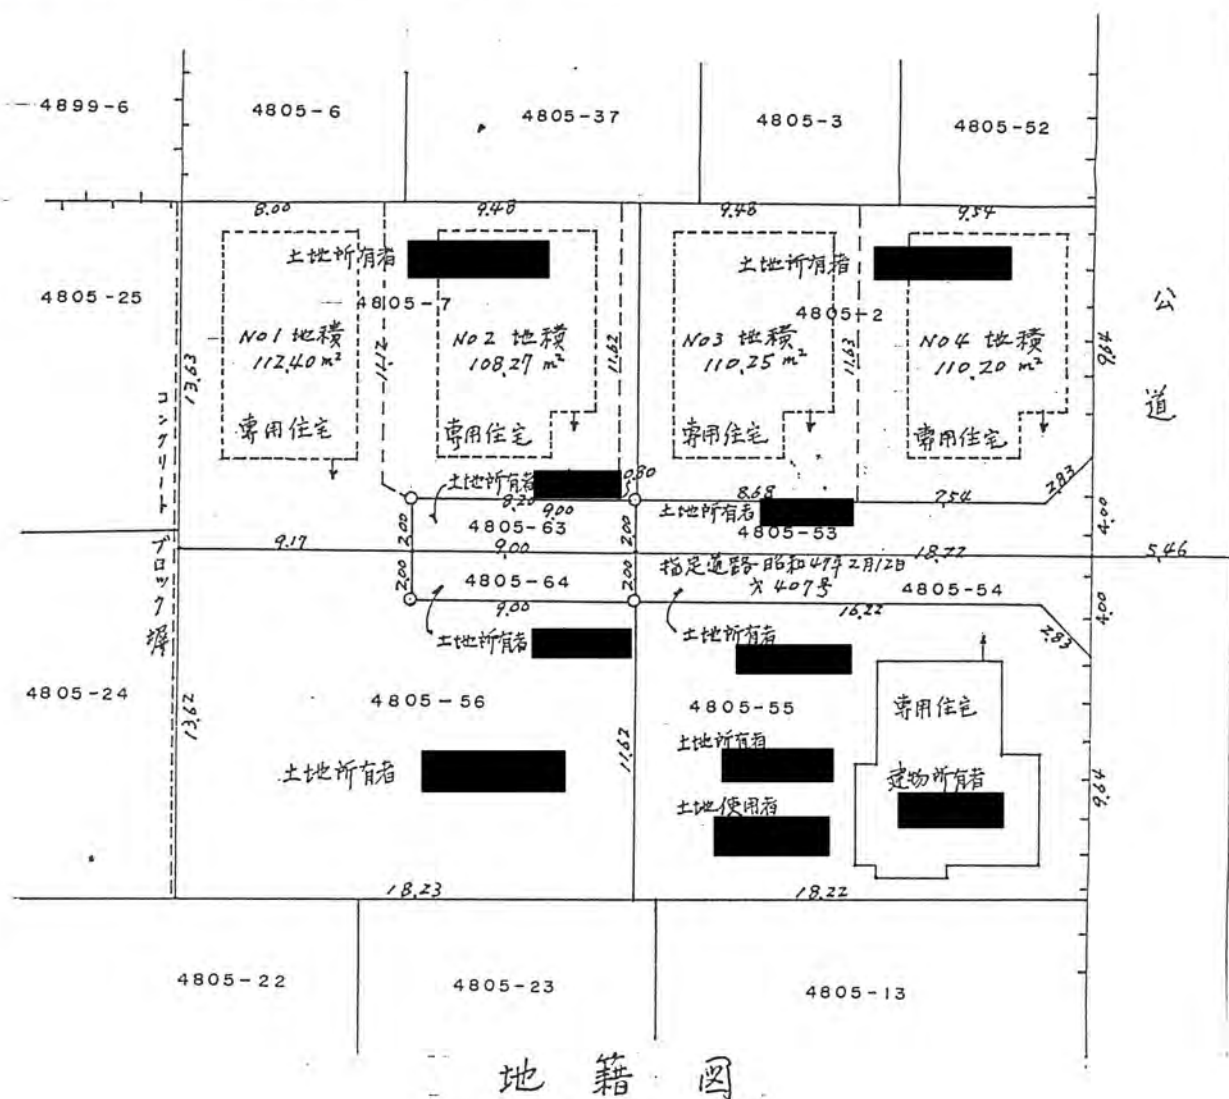 4899-6
4805-6
4805-37
4805-3
4805-52
8.00
9.48
9.48
9.54
土地所有者
土地所有者
4805-25
4805-7
4805-2
公道
No1 地積
112.40㎡
No2 地積
108.27㎡
No3 地積
110.25㎡
No4 地積
110.20㎡
13.63
11.12
11.62
11.63
9.64
コンクリートブロック塀
専用住宅
専用住宅
専用住宅
専用住宅
土地所有者
0.80
8.20
9.00
8.68
7.54
2.83
土地所有者
2.00
4805-63
2.00
4805-53
4.00
9.17
9.00
18.22
5.46
指定道路 昭和47年2月12日
407号
2.00
4805-64
2.00
4805-54
9.00
16.22
4.00
2.83
土地所有者
土地所有者
4805-24
4805-56
4805-55
専用住宅
13.62
11.62
土地所有者
土地所有者
建物所有者
土地使用者
9.64
18.23
18.22
4805-22
4805-23
4805-13
地籍図